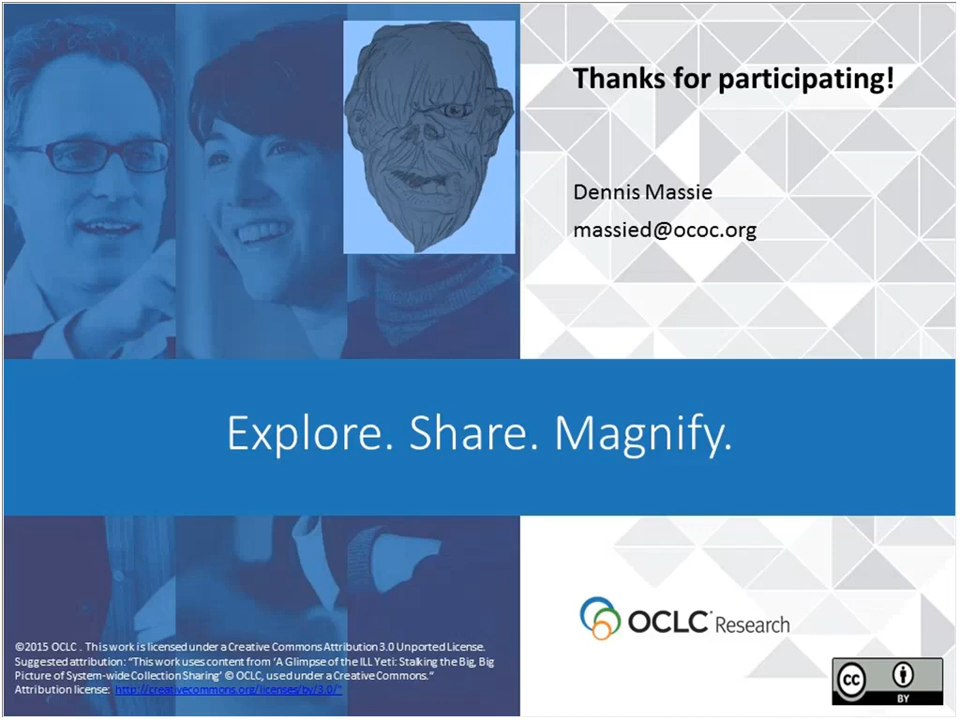 Thanks for participating!
Dennis Massie
massied@ococ.org
Explore. Share. Magnify.
OCLC Research
©2015 OCLC . This work is licensed under a Creative Commons Attribution 3.0 Unported License.
Suggested attribution: “This work uses content from ‘A Glimpse of the ILL Yeti: Stalking the Big, Big
Picture of System-wide Collection Sharing’ © OCLC, used under a Creative Commons.“
Attribution license: http://creativecommons.org/licenses/by/3.0/"
cc
BY